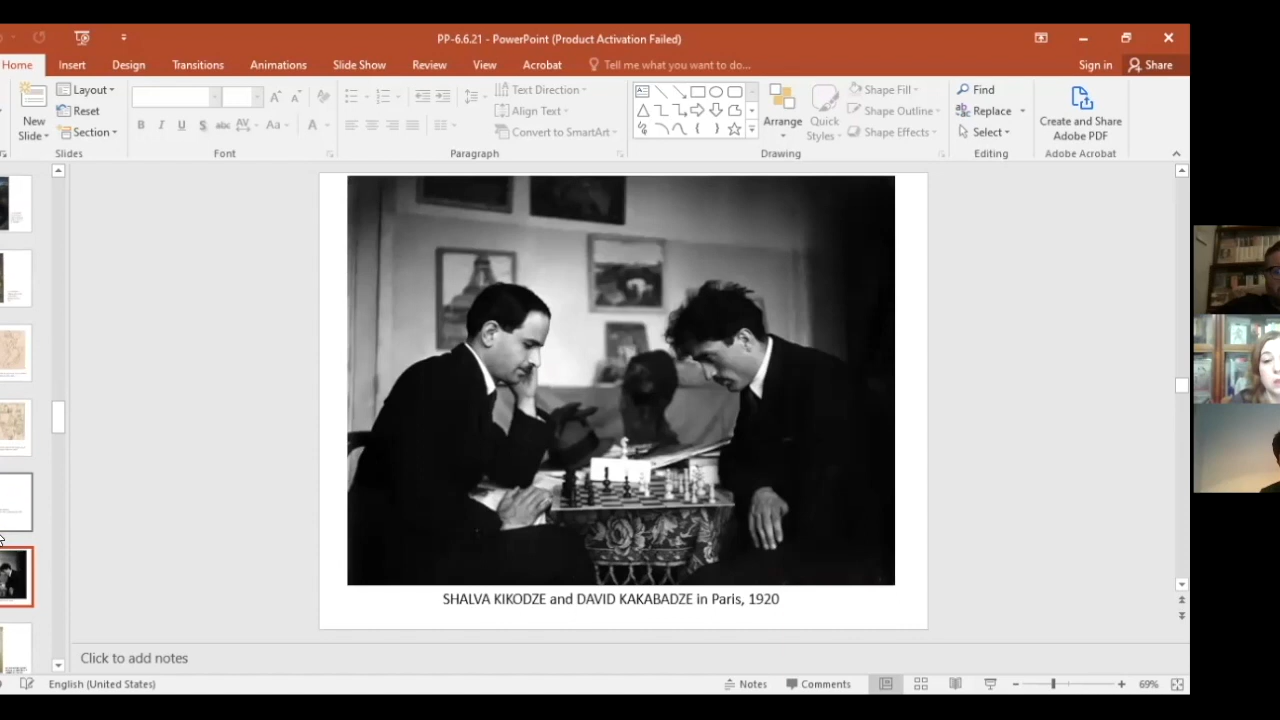 PP-6.6.21 - PowerPoint (Product Activation Failed)
Home Insert Design Transitions Animations Slide Show Review View Acrobat Tell me what you want to do... Sign in Share
New Slide
Layout
Reset
Section
Slides
B I U S abc AV Aa A
Font
Text Direction
Align Text
Convert to SmartArt
Paragraph
Arrange
Quick Styles
Shape Fill
Shape Outline
Shape Effects
Drawing
Find
Replace
Select
Editing
Create and Share
Adobe PDF
Adobe Acrobat
SHALVA KIKODZE and DAVID KAKABADZE in Paris, 1920
Click to add notes
English (United States) Notes Comments 69%